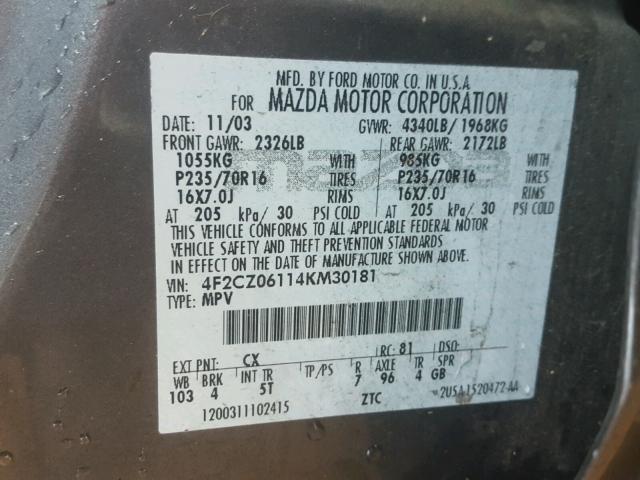 MFD. BY FORD MOTOR CO. IN U.S.A
FOR MAZDA MOTOR CORPORATION
DATE: 11/03 GVWR: 4340LB/ 1968KG
FRONT GAWR: 2326LB REAR GAWR: 2172LB
1055KG WITH 985KG WITH
P235/70R16 TIRES P235/70R16 TIRES
16X7.0J RIMS 16X7.0J RIMS
AT 205 kPa/ 30 PSI COLD AT 205 kPa/ 30 PSI COLD
THIS VEHICLE CONFORMS TO ALL APPLICABLE FEDERAL MOTOR
VEHICLE SAFETY AND THEFT PREVENTION STANDARDS
IN EFFECT ON THE DATE OF MANUFACTURE SHOWN ABOVE.
VIN: 4F2CZ06114KM30181
TYPE: MPV
EXT PNT: CX RC: 81 DSO:
WB BRK INT TR TP/PS R AXLE TR SPR
103 4 5T 7 96 4 GB
1200311102415 ZTC 2U5A-1520472-AA